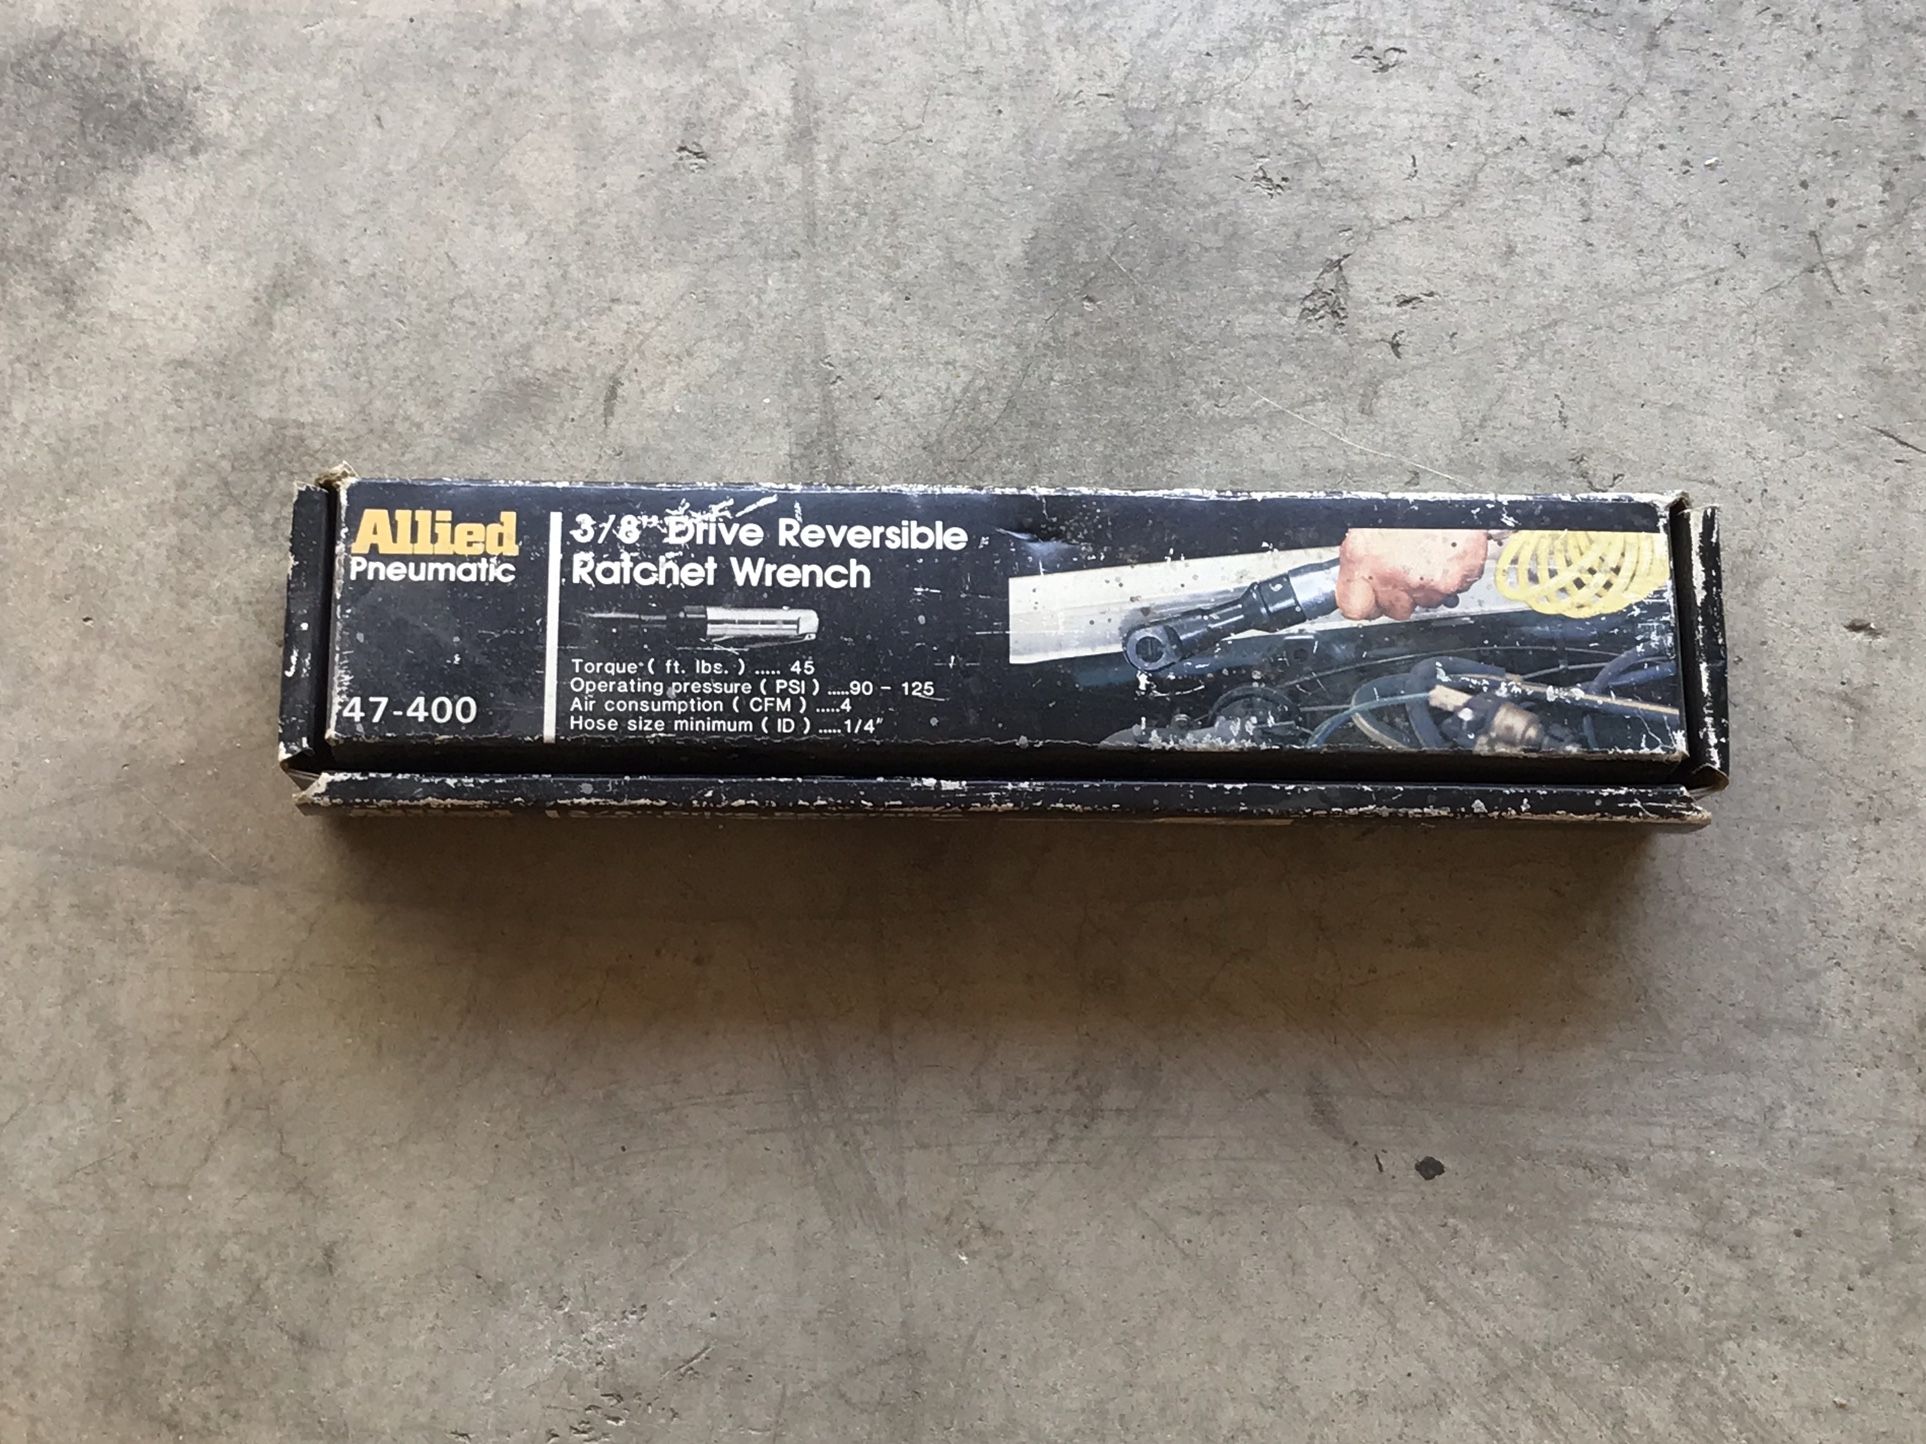 Allied
Pneumatic
47-400
3/8" Drive Reversible
Ratchet Wrench
Torque ( ft. lbs. ) ..... 45
Operating pressure ( PSI ) .....90 - 125
Air consumption ( CFM ) .....4
Hose size minimum ( ID ) .....1/4"